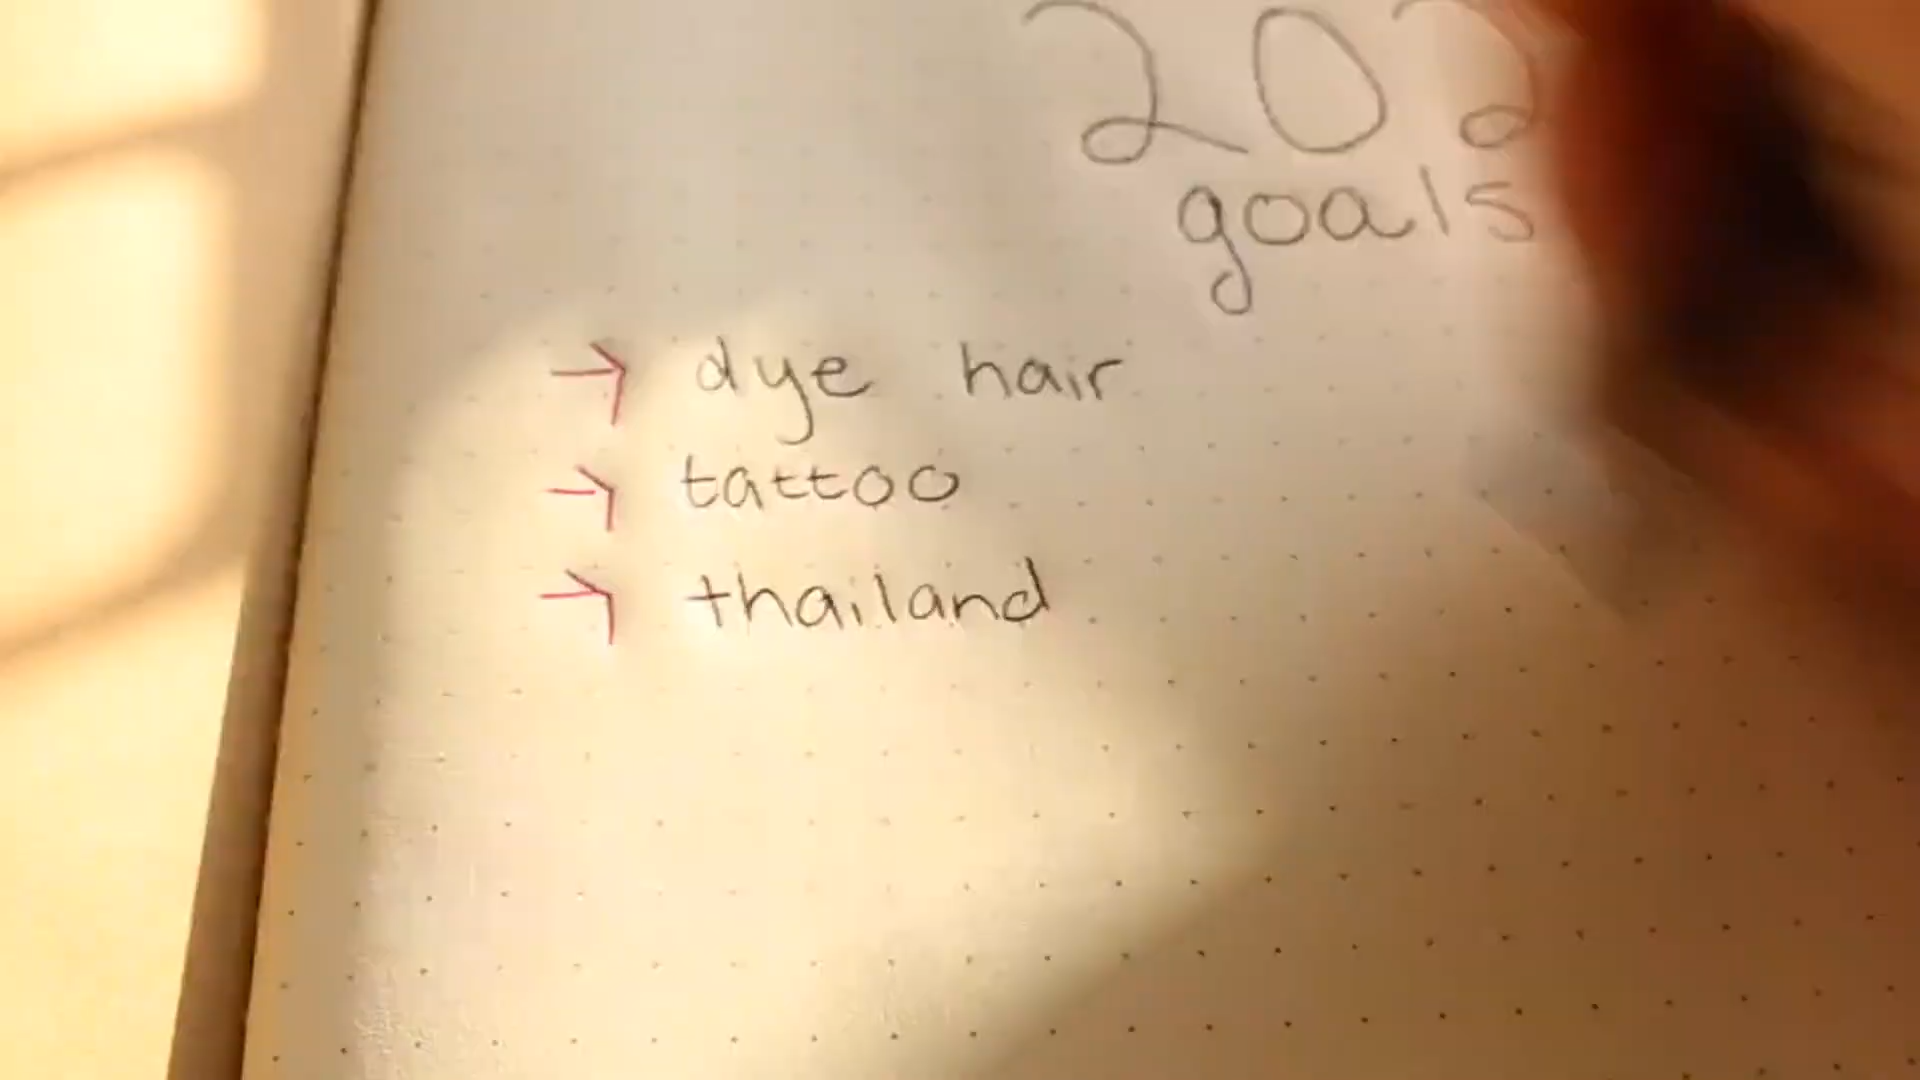 202
goals
→ dye hair
→ tattoo
→ thailand